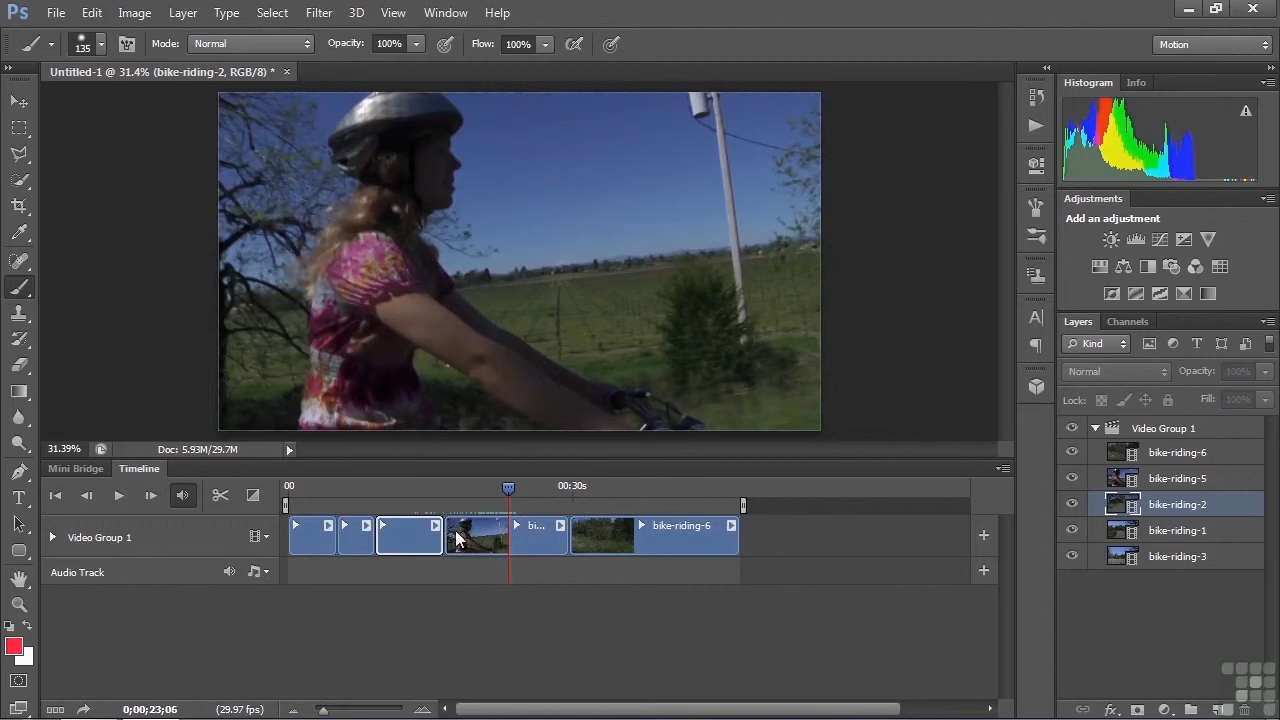 Ps File Edit Image Layer Type Select Filter 3D View Window Help
135 Mode: Normal Opacity: 100% Flow: 100% Motion
Untitled-1 @ 31.4% (bike-riding-2, RGB/8) * ×
Histogram Info
Adjustments
Add an adjustment
Layers Channels
Kind
Normal Opacity: 100%
Lock: Fill: 100%
Video Group 1
bike-riding-6
bike-riding-5
bike-riding-2
bike-riding-1
bike-riding-3
31.39% Doc: 5.93M/29.7M
Mini Bridge Timeline
00 00:30s
Video Group 1 bi... bike-riding-6
Audio Track
0;00;23;06 (29.97 fps)